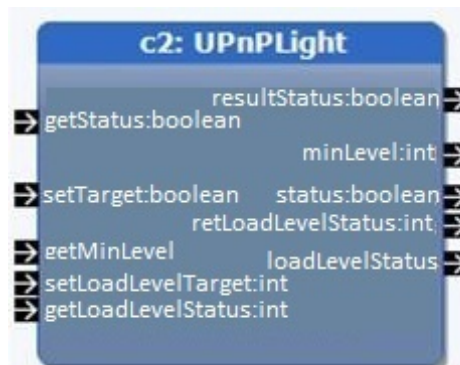 c2: UPnPLight
resultStatus:boolean
getStatus:boolean
minLevel:int
setTarget:boolean status:boolean
retLoadLevelStatus:int
getMinLevel loadLevelStatus
setLoadLevelTarget:int
getLoadLevelStatus:int